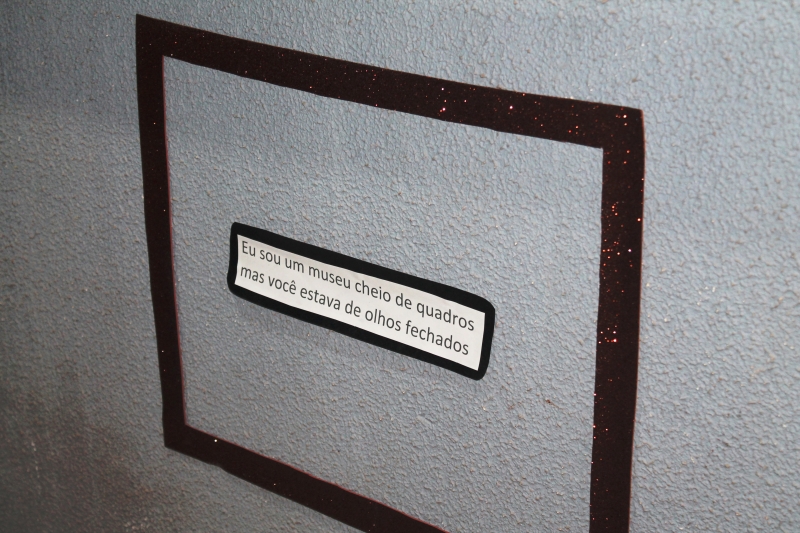 Eu sou um museu cheio de quadros
mas você estava de olhos fechados